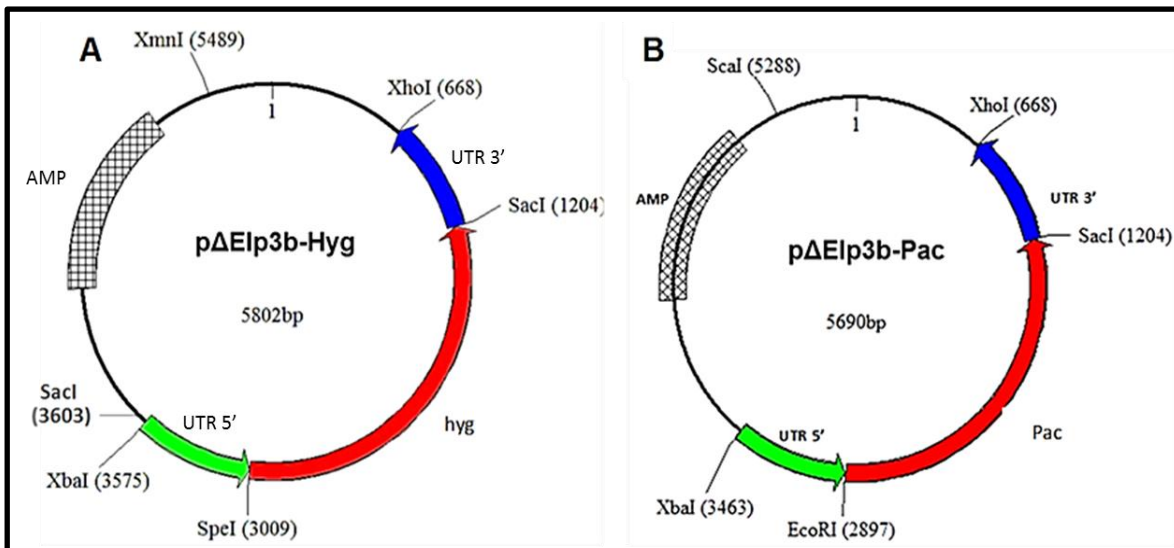 A
XmnI (5489)
XhoI (668)
1
UTR 3’
AMP
SacI (1204)
pΔElp3b-Hyg
5802bp
SacI
(3603)
UTR 5’
hyg
XbaI (3575)
SpeI (3009)
B
ScaI (5288)
XhoI (668)
1
AMP
UTR 3’
SacI (1204)
pΔElp3b-Pac
5690bp
UTR 5’
Pac
XbaI (3463)
EcoRI (2897)